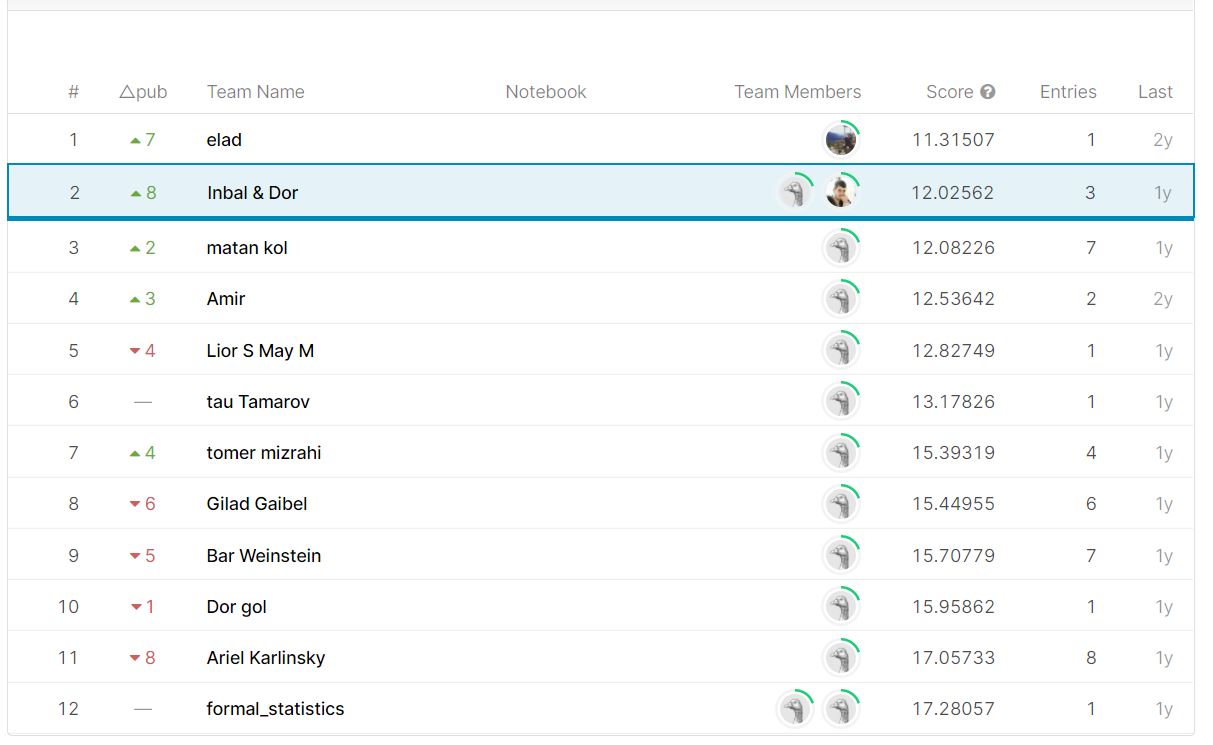 # △pub Team Name Notebook Team Members Score ? Entries Last
1 ▲7 elad 11.31507 1 2y
2 ▲8 Inbal & Dor 12.02562 3 1y
3 ▲2 matan kol 12.08226 7 1y
4 ▲3 Amir 12.53642 2 2y
5 ▼4 Lior S May M 12.82749 1 1y
6 — tau Tamarov 13.17826 1 1y
7 ▲4 tomer mizrahi 15.39319 4 1y
8 ▼6 Gilad Gaibel 15.44955 6 1y
9 ▼5 Bar Weinstein 15.70779 7 1y
10 ▼1 Dor gol 15.95862 1 1y
11 ▼8 Ariel Karlinsky 17.05733 8 1y
12 — formal_statistics 17.28057 1 1y